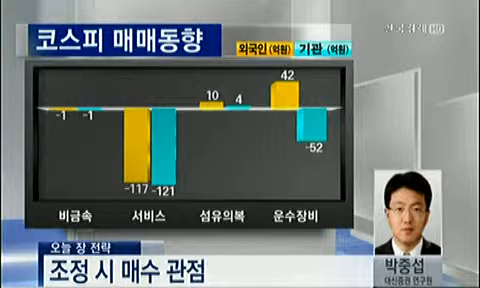 코스피 매매동향
외국인(억원) 기관 (억원)
한국경제 HD
-1 -1 -117 -121 10 4 42 -52
비금속 서비스 섬유의복 운수장비
오늘 장 전략
조정 시 매수 관점
박중섭
대신증권 연구원